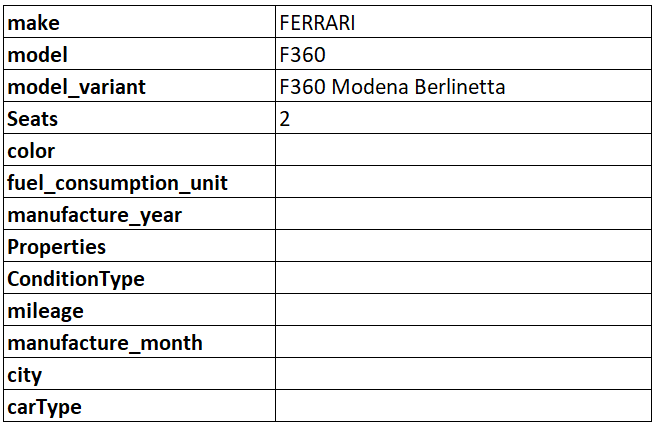 make FERRARI
model F360
model_variant F360 Modena Berlinetta
Seats 2
color
fuel_consumption_unit
manufacture_year
Properties
ConditionType
mileage
manufacture_month
city
carType